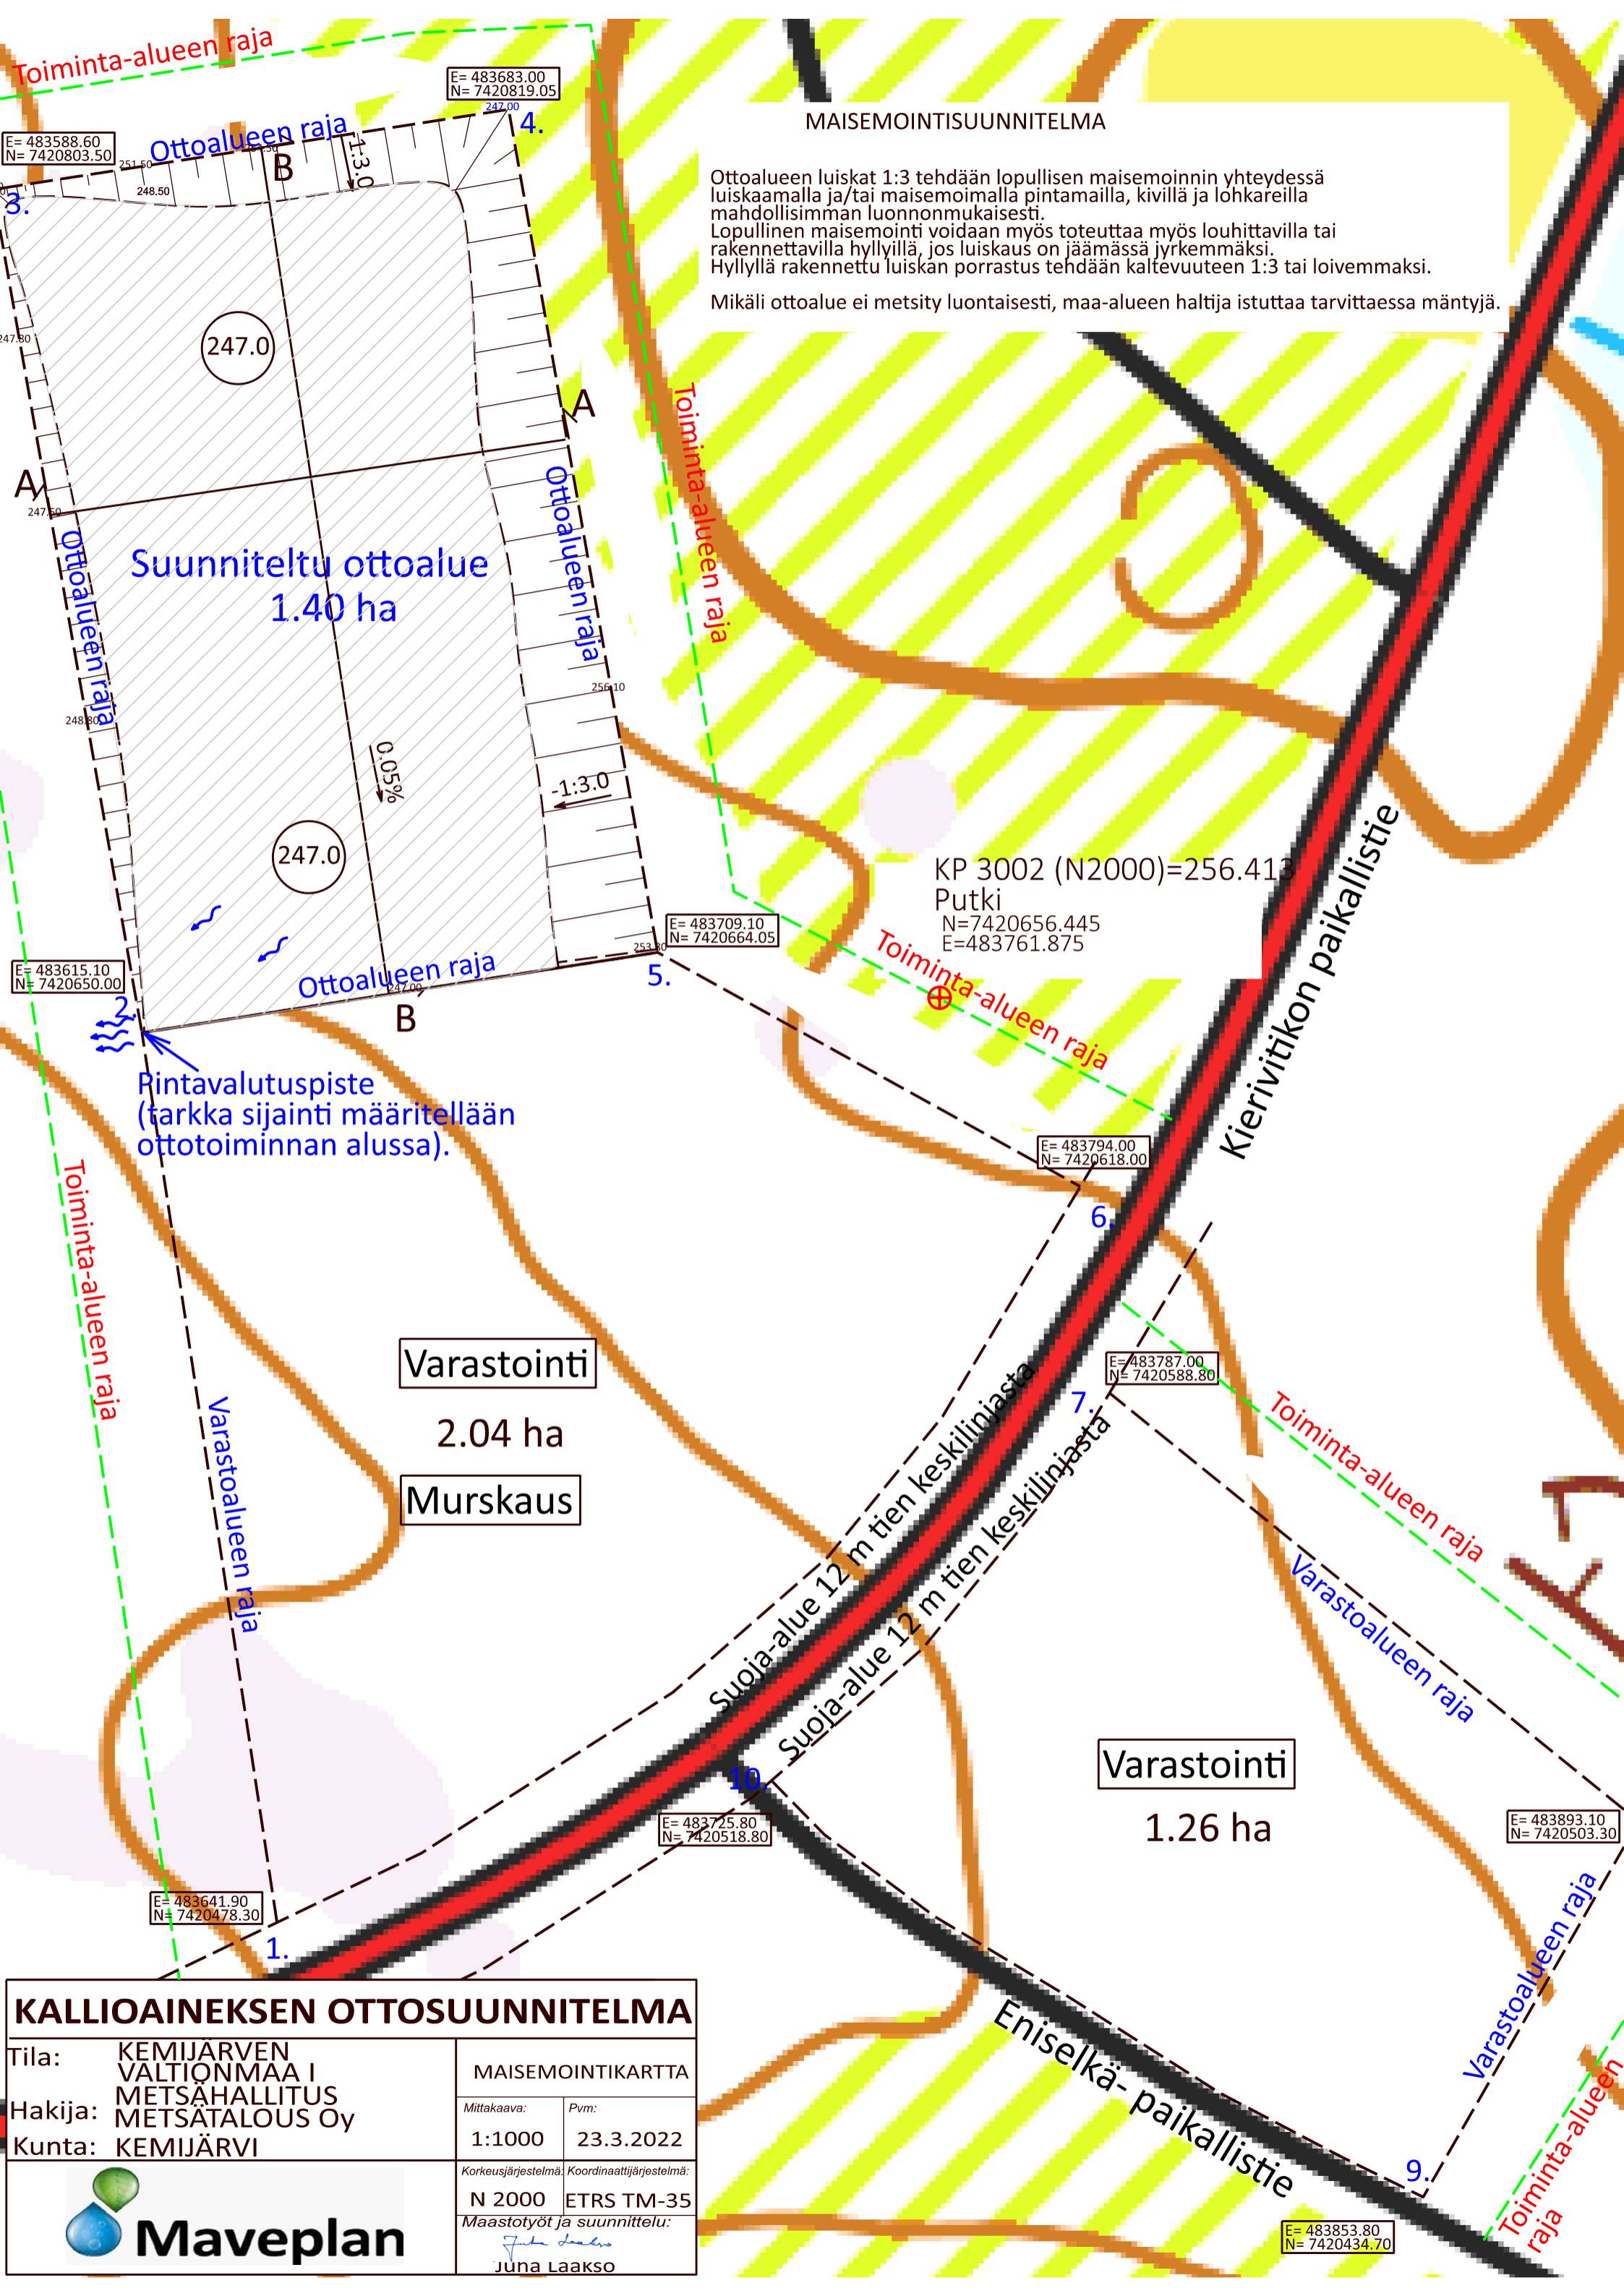 Toiminta-alueen raja
E= 483683.00
N= 7420819.05
247.00
4.
E= 483588.60
N= 7420803.50
Ottoalueen raja
251.50
B
-1:3.0
248.50
3.
MAISEMOINTISUUNNITELMA
Ottoalueen luiskat 1:3 tehdään lopullisen maisemoinnin yhteydessä
luiskaamalla ja/tai maisemoimalla pintamailla, kivillä ja lohkareilla
mahdollisimman luonnonmukaisesti.
Lopullinen maisemointi voidaan myös toteuttaa myös louhittavilla tai
rakennettavilla hyllyillä, jos luiskaus on jäämässä jyrkemmäksi.
Hyllyllä rakennettu luiskan porrastus tehdään kaltevuuteen 1:3 tai loivemmaksi.
Mikäli ottoalue ei metsity luontaisesti, maa-alueen haltija istuttaa tarvittaessa mäntyjä.
247.80
247.0
A
Toiminta-alueen raja
A
247.50
Ottoalueen raja
Ottoalueen raja
Suunniteltu ottoalue
1.40 ha
256.10
248.80
0.05%
-1:3.0
247.0
KP 3002 (N2000)=256.413
Putki
N=7420656.445
E=483761.875
Kierivitikon paikallistie
E= 483709.10
N= 7420664.05
253.80
5.
Toiminta-alueen raja
E= 483615.10
N= 7420650.00
2.
Ottoalueen raja
247.00
B
Pintavalutuspiste
(tarkka sijainti määritellään
ottotoiminnan alussa).
E= 483794.00
N= 7420618.00
6.
Toiminta-alueen raja
Varastointi
2.04 ha
Murskaus
E= 483787.00
N= 7420588.80
7.
Toiminta-alueen raja
Varastoalueen raja
Suoja-alue 12 m tien keskilinjasta
Suoja-alue 12 m tien keskilinjasta
Varastoalueen raja
Varastointi
1.26 ha
10.
E= 483725.80
N= 7420518.80
E= 483893.10
N= 7420503.30
E= 483641.90
N= 7420478.30
1.
Varastoalueen raja
Eniselkä- paikallistie
9.
Toiminta-alueen
raja
E= 483853.80
N= 7420434.70
KALLIOAINEKSEN OTTOSUUNNITELMA
Tila: KEMIJÄRVEN
VALTIONMAA I
Hakija: METSÄHALLITUS
METSÄTALOUS Oy
Kunta: KEMIJÄRVI
MAISEMOINTIKARTTA
Mittakaava: Pvm:
1:1000 23.3.2022
Korkeusjärjestelmä: Koordinaattijärjestelmä:
N 2000 ETRS TM-35
Maastotyöt ja suunnittelu:
Juha Laakso
Maveplan